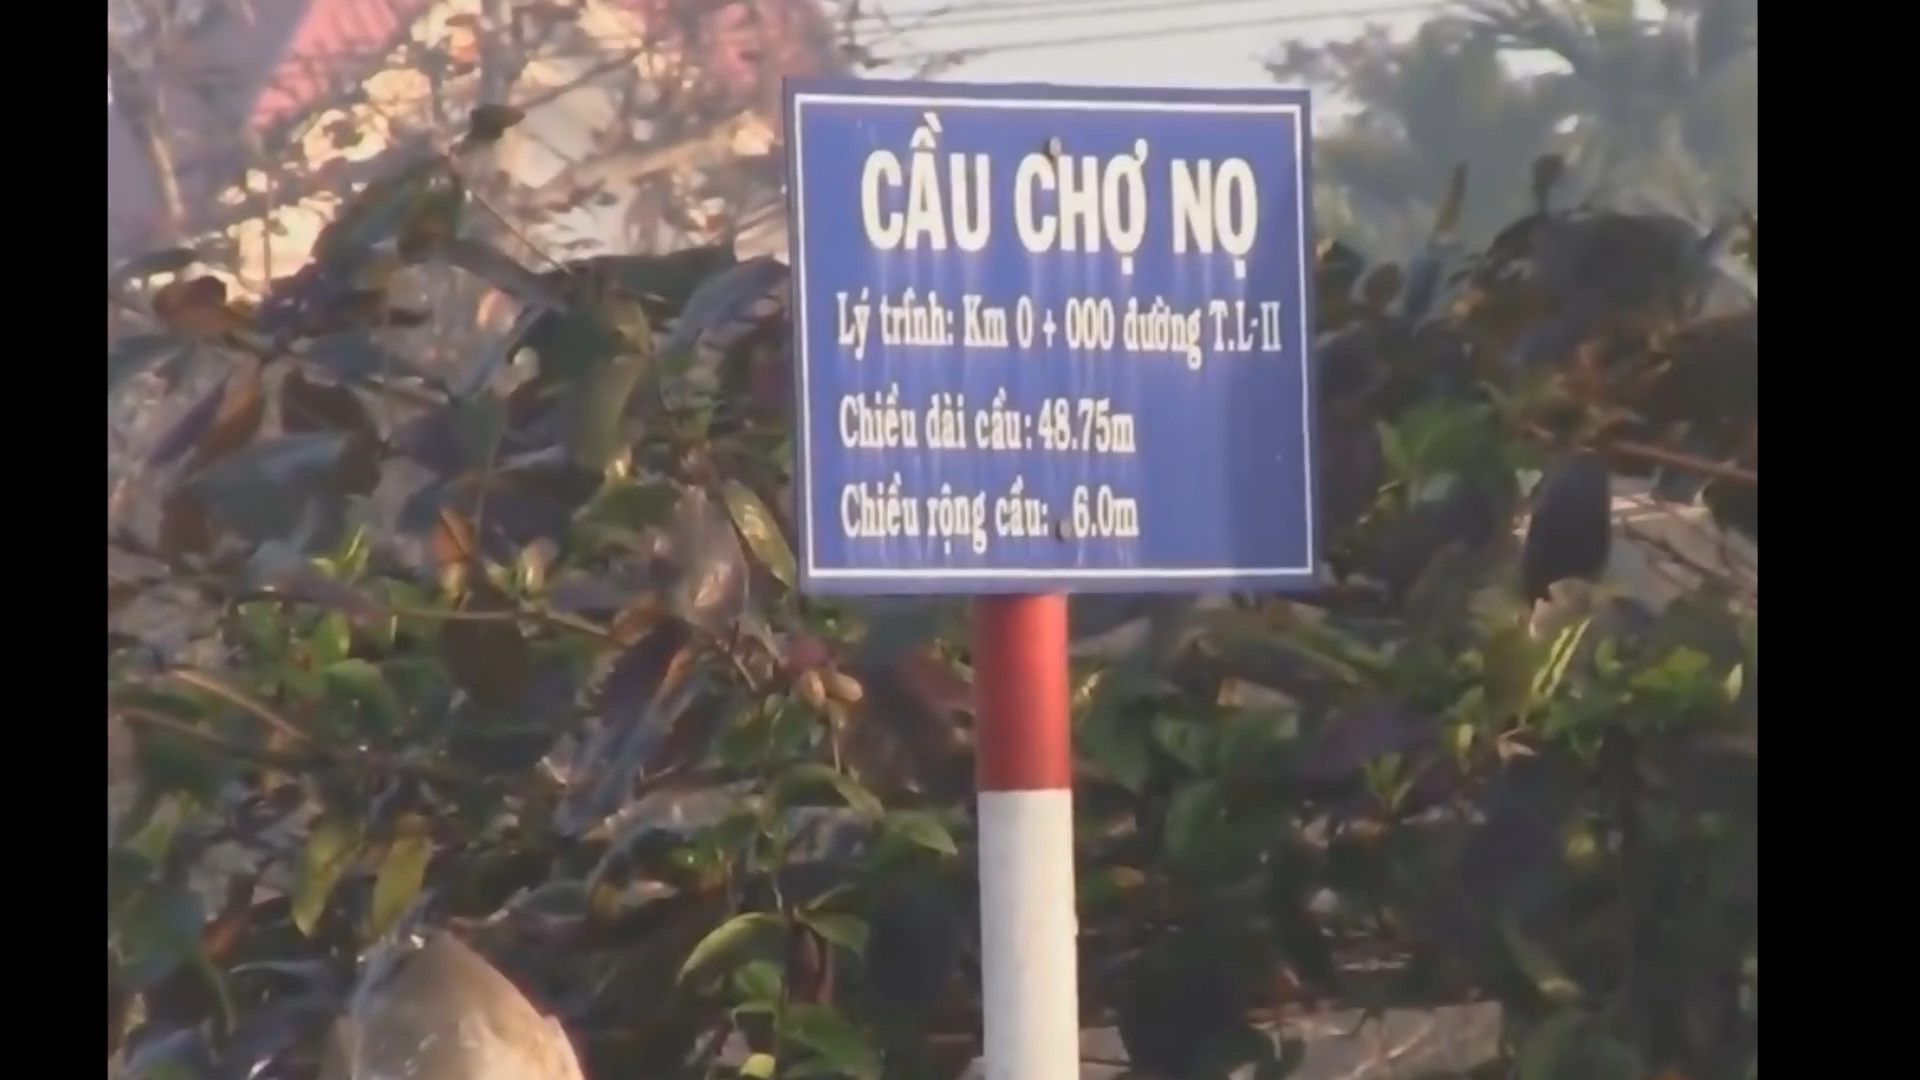 CẦU CHỢ NỌ
Lý trình: Km 0 + 000 đường T.L-II
Chiều dài cầu: 48.75m
Chiều rộng cầu: 6.0m